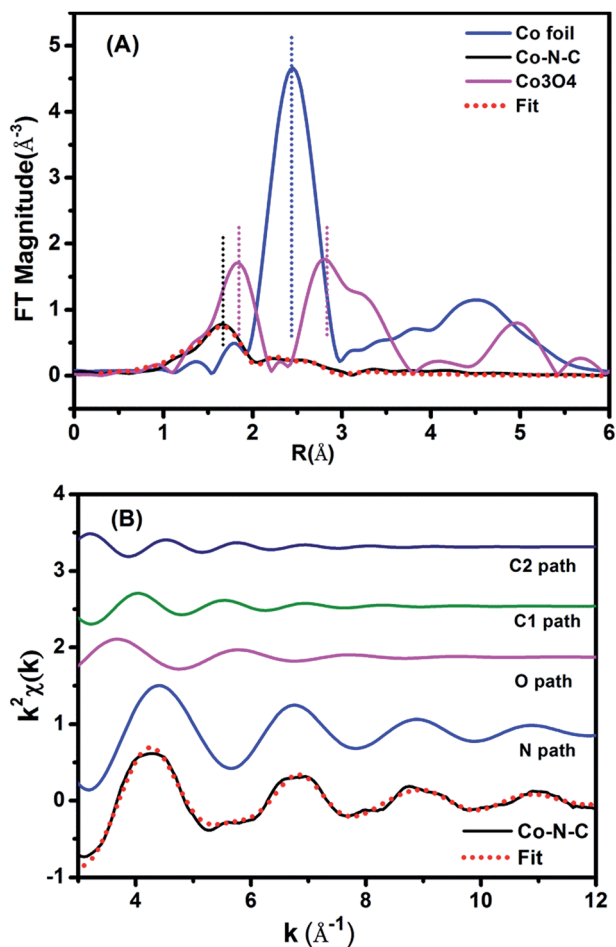 (A)
Co foil
Co-N-C
Co3O4
Fit
FT Magnitude(Å⁻³)
5
4
3
2
1
0
0 1 2 3 4 5 6
R(Å)
(B)
C2 path
C1 path
O path
N path
Co-N-C
Fit
k²χ(k)
4
3
2
1
0
-1
4 6 8 10 12
k (Å⁻¹)